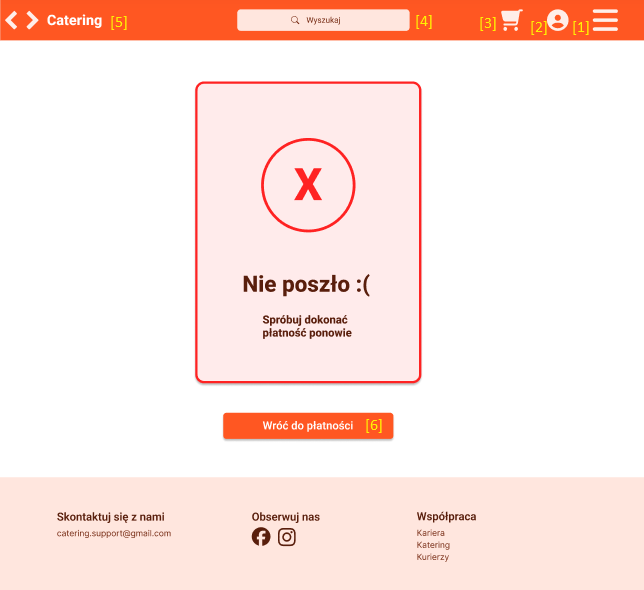 Catering [5]
Wyszukaj [4]
[3] [2] [1]
X
Nie poszło :(
Spróbuj dokonać
płatność ponowie
Wróć do płatności [6]
Skontaktuj się z nami
catering.support@gmail.com
Obserwuj nas
Współpraca
Kariera
Katering
Kurierzy